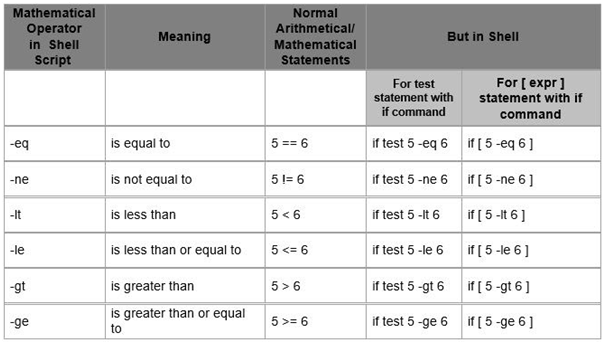 Mathematical
Operator
in Shell
Script
Meaning
Normal
Arithmetical/
Mathematical
Statements
But in Shell
For test
statement with
if command
For [ expr ]
statement with if
command
-eq is equal to 5 == 6 if test 5 -eq 6 if [ 5 -eq 6 ]
-ne is not equal to 5 != 6 if test 5 -ne 6 if [ 5 -ne 6 ]
-lt is less than 5 < 6 if test 5 -lt 6 if [ 5 -lt 6 ]
-le is less than or equal to 5 <= 6 if test 5 -le 6 if [ 5 -le 6 ]
-gt is greater than 5 > 6 if test 5 -gt 6 if [ 5 -gt 6 ]
-ge is greater than or equal
to 5 >= 6 if test 5 -ge 6 if [ 5 -ge 6 ]